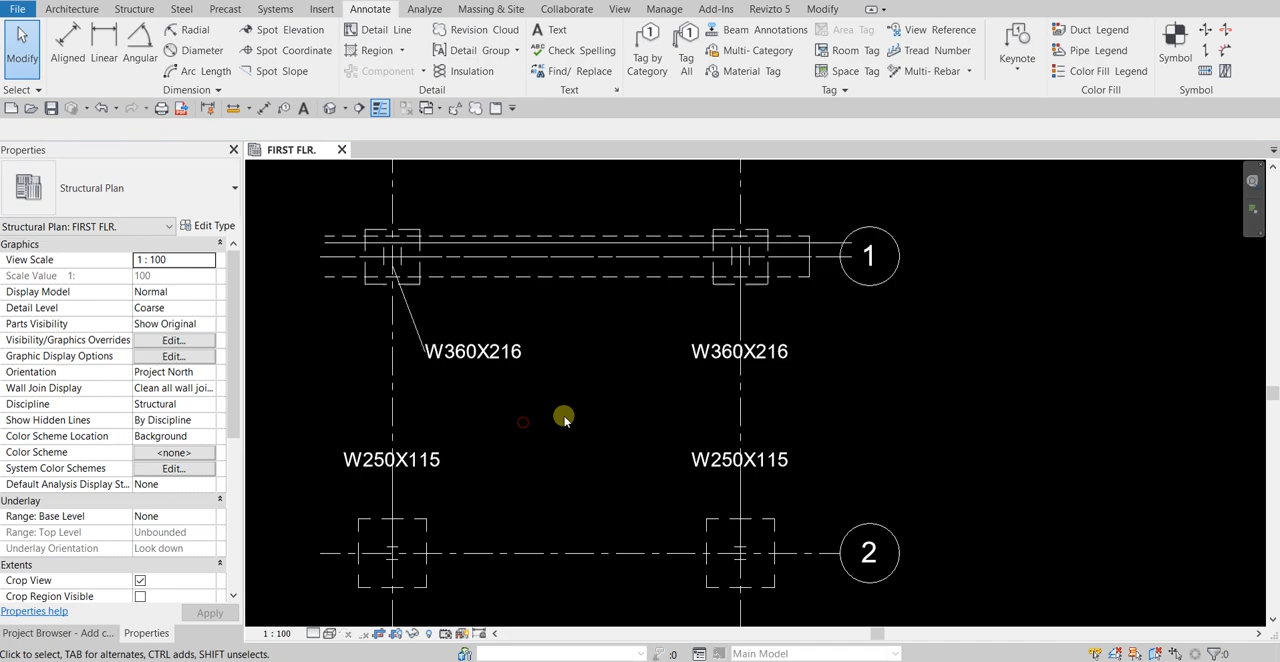 File Architecture Structure Steel Precast Systems Insert Annotate Analyze Massing & Site Collaborate View Manage Add-Ins Revizto 5 Modify
Modify
Select
Aligned Linear Angular
Radial
Diameter
Arc Length
Spot Elevation
Spot Coordinate
Spot Slope
Dimension
Detail Line
Region
Component
Revision Cloud
Detail Group
Insulation
Detail
Text
Check Spelling
Find/ Replace
Text
Tag by
Category
Tag
All
Beam Annotations
Multi- Category
Material Tag
Area Tag
Room Tag
Space Tag
View Reference
Tread Number
Multi- Rebar
Tag
Keynote
Duct Legend
Pipe Legend
Color Fill Legend
Color Fill
Symbol
Symbol
Properties
FIRST FLR.
Structural Plan
Structural Plan: FIRST FLR.
Edit Type
Graphics
View Scale 1 : 100
Scale Value 1: 100
Display Model Normal
Detail Level Coarse
Parts Visibility Show Original
Visibility/Graphics Overrides Edit...
Graphic Display Options Edit...
Orientation Project North
Wall Join Display Clean all wall joi...
Discipline Structural
Show Hidden Lines By Discipline
Color Scheme Location Background
Color Scheme <none>
System Color Schemes Edit...
Default Analysis Display St... None
Underlay
Range: Base Level None
Range: Top Level Unbounded
Underlay Orientation Look down
Extents
Crop View
Crop Region Visible
Properties help
Apply
Project Browser - Add c... Properties
1
W360X216 W360X216
W250X115 W250X115
2
1 : 100
Click to select, TAB for alternates, CTRL adds, SHIFT unselects.
:0
Main Model
:0